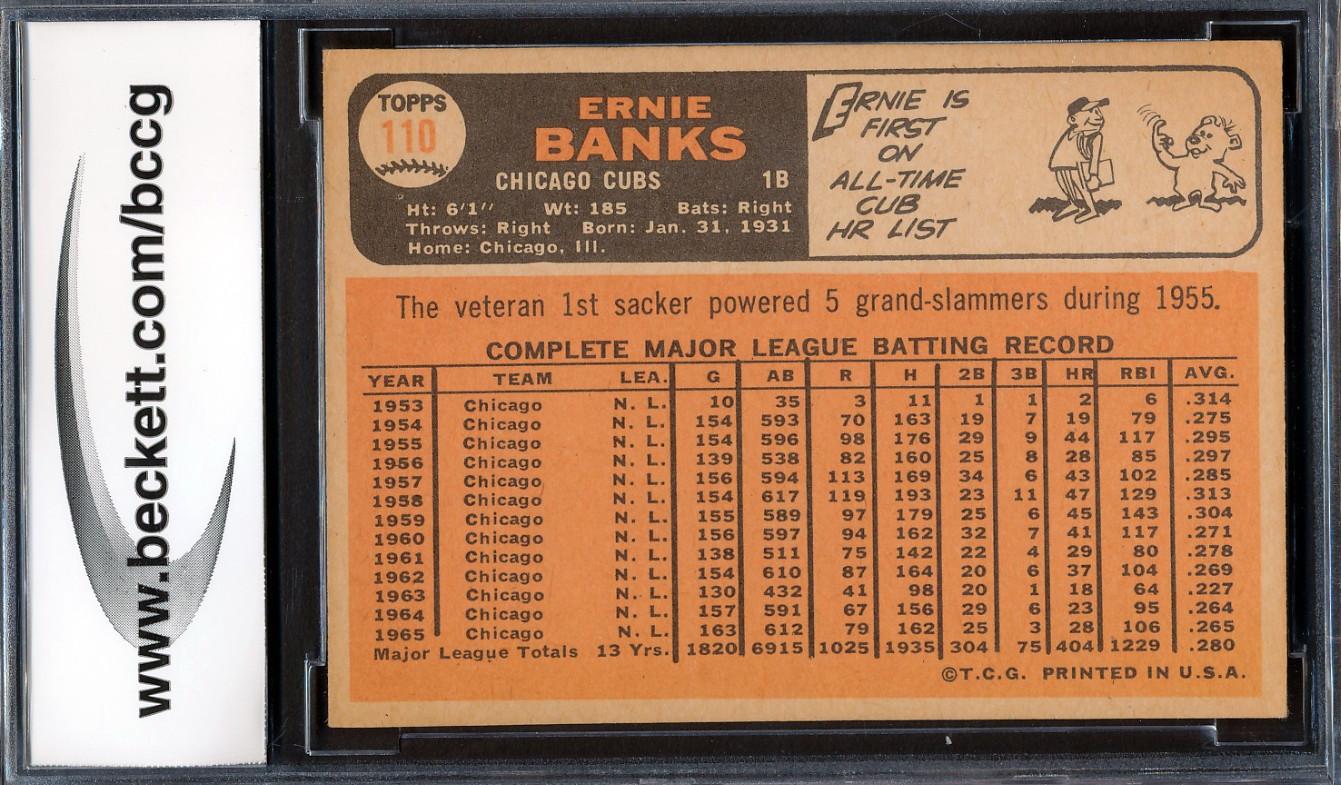 www.beckett.com/bccg
TOPPS
110
ERNIE
BANKS
CHICAGO CUBS 1B
Ht: 6'1" Wt: 185 Bats: Right
Throws: Right Born: Jan. 31, 1931
Home: Chicago, Ill.
ERNIE IS
FIRST
ON
ALL-TIME
CUB
HR LIST
The veteran 1st sacker powered 5 grand-slammers during 1955.
COMPLETE MAJOR LEAGUE BATTING RECORD
YEAR TEAM LEA. G AB R H 2B 3B HR RBI AVG.
1953 Chicago N. L. 10 35 3 11 1 1 2 6 .314
1954 Chicago N. L. 154 593 70 163 19 7 19 79 .275
1955 Chicago N. L. 154 596 98 176 29 9 44 117 .295
1956 Chicago N. L. 139 538 82 160 25 8 28 85 .297
1957 Chicago N. L. 156 594 113 169 34 6 43 102 .285
1958 Chicago N. L. 154 617 119 193 23 11 47 129 .313
1959 Chicago N. L. 155 589 97 179 25 6 45 143 .304
1960 Chicago N. L. 156 597 94 162 32 7 41 117 .271
1961 Chicago N. L. 138 511 75 142 22 4 29 80 .278
1962 Chicago N. L. 154 610 87 164 20 6 37 104 .269
1963 Chicago N. L. 130 432 41 98 20 1 18 64 .227
1964 Chicago N. L. 157 591 67 156 29 6 23 95 .264
1965 Chicago N. L. 163 612 79 162 25 3 28 106 .265
Major League Totals 13 Yrs. 1820 6915 1025 1935 304 75 404 1229 .280
©T.C.G. PRINTED IN U.S.A.